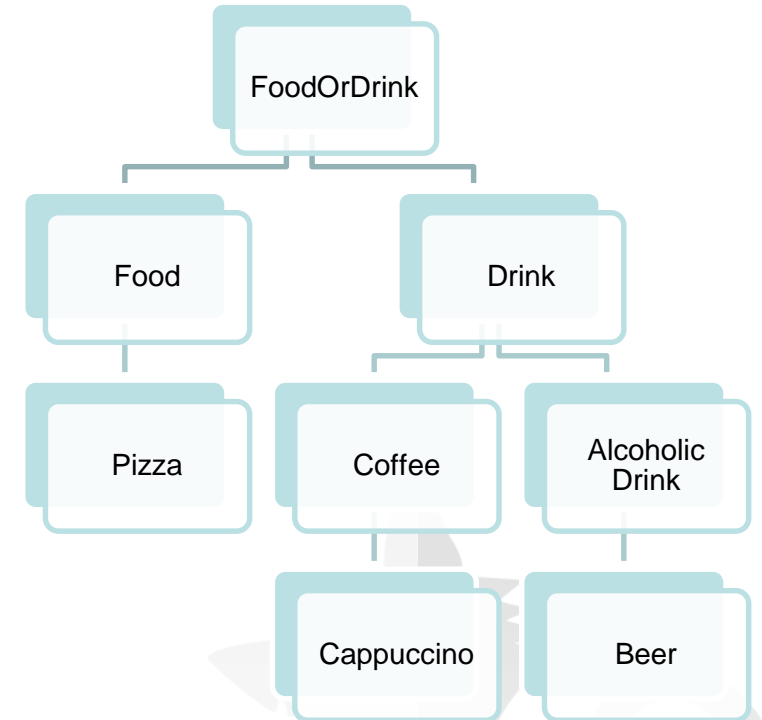 FoodOrDrink
Food
Drink
Pizza
Coffee
Alcoholic
Drink
Cappuccino
Beer